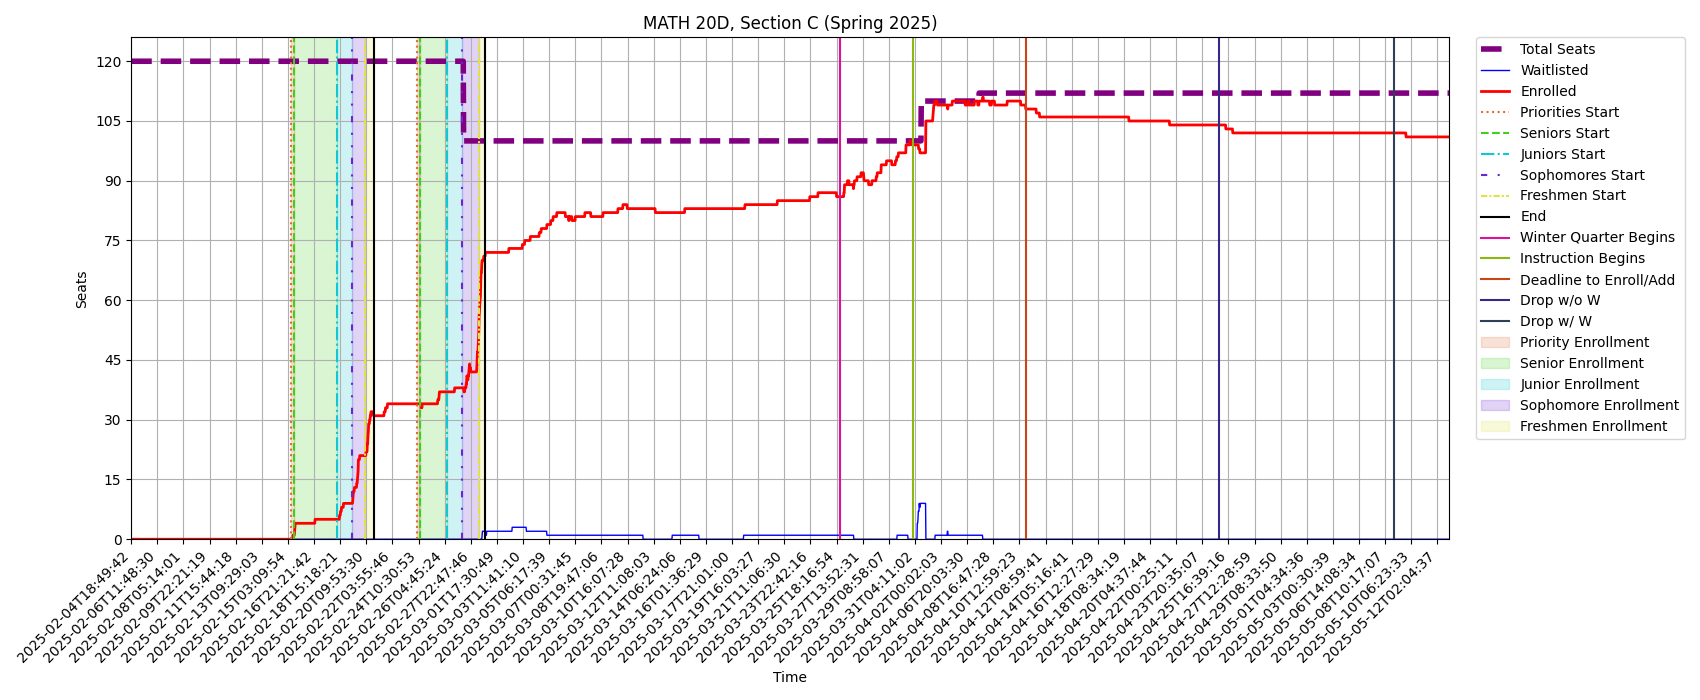 MATH 20D, Section C (Spring 2025)
Seats
120
105
90
75
60
45
30
15
0
2025-02-04T18:49:42
2025-02-06T11:48:30
2025-02-08T05:14:01
2025-02-09T22:21:19
2025-02-11T15:44:18
2025-02-13T09:29:03
2025-02-15T03:09:54
2025-02-16T21:21:42
2025-02-18T15:18:21
2025-02-20T09:53:30
2025-02-22T03:55:46
2025-02-24T10:30:53
2025-02-26T04:45:24
2025-02-27T22:47:46
2025-03-01T17:30:49
2025-03-03T11:41:10
2025-03-05T06:17:39
2025-03-07T00:31:45
2025-03-08T19:47:06
2025-03-10T16:07:28
2025-03-12T11:08:03
2025-03-14T06:24:06
2025-03-16T01:36:29
2025-03-17T21:01:00
2025-03-19T16:03:27
2025-03-21T11:06:30
2025-03-23T22:42:16
2025-03-25T18:16:54
2025-03-27T13:52:31
2025-03-29T08:58:07
2025-03-31T04:11:02
2025-04-02T00:02:03
2025-04-06T20:03:30
2025-04-08T16:47:28
2025-04-10T12:59:23
2025-04-12T08:59:41
2025-04-14T05:16:41
2025-04-16T12:27:29
2025-04-18T08:34:19
2025-04-20T04:37:44
2025-04-22T00:25:11
2025-04-23T20:35:07
2025-04-25T16:39:16
2025-04-27T12:28:59
2025-04-29T08:33:50
2025-05-01T04:34:36
2025-05-03T00:30:39
2025-05-06T14:08:34
2025-05-08T10:17:07
2025-05-10T06:23:33
2025-05-12T02:04:37
Time
Total Seats
Waitlisted
Enrolled
Priorities Start
Seniors Start
Juniors Start
Sophomores Start
Freshmen Start
End
Winter Quarter Begins
Instruction Begins
Deadline to Enroll/Add
Drop w/o W
Drop w/ W
Priority Enrollment
Senior Enrollment
Junior Enrollment
Sophomore Enrollment
Freshmen Enrollment